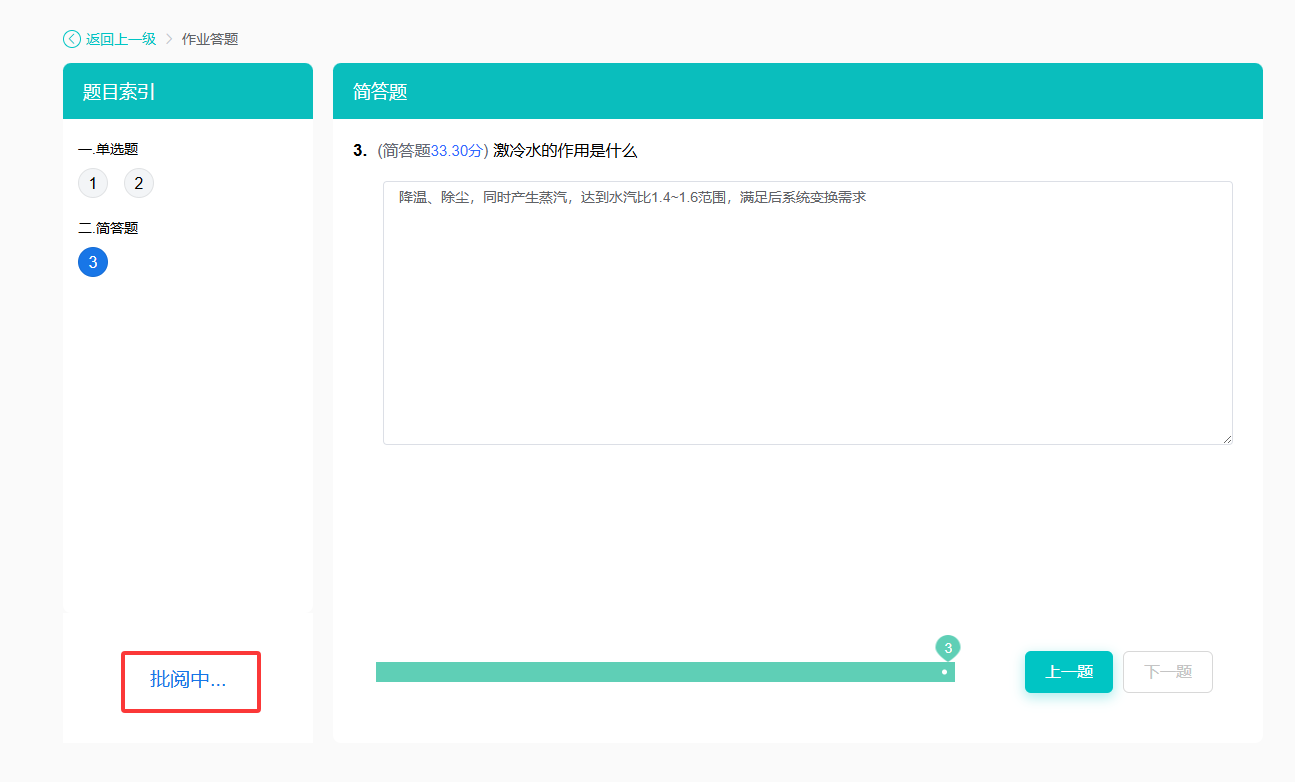 返回上一级 > 作业答题
题目索引
一.单选题
1 2
二.简答题
3
批阅中...
简答题
3. (简答题33.30分) 激冷水的作用是什么
降温、除尘，同时产生蒸汽，达到水汽比1.4~1.6范围，满足后系统变换需求
3
上一题 下一题